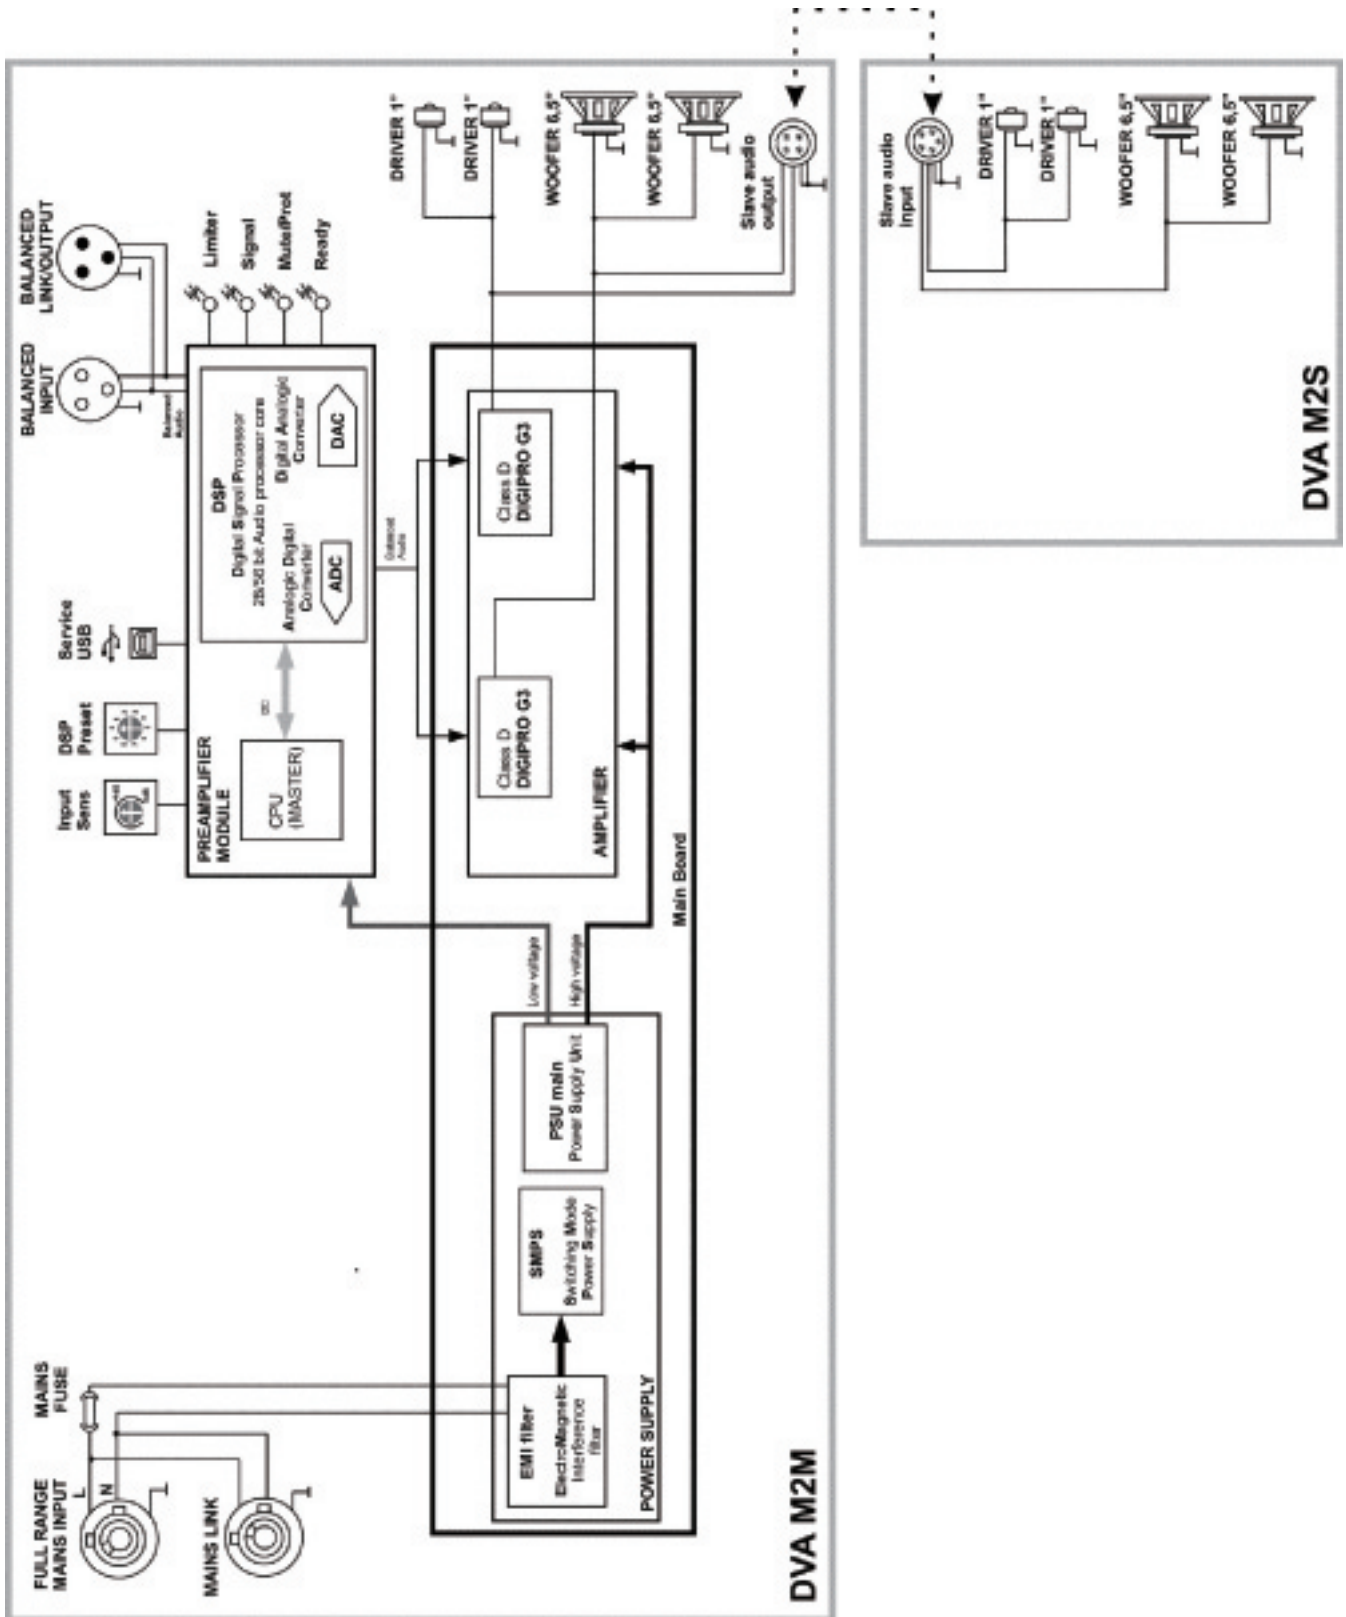 FULL RANGE
MAINS INPUT
L
N
MAINS
FUSE
MAINS LINK
Input
Sens
DSP
Preset
Service
USB
BALANCED
INPUT
BALANCED
LINK/OUTPUT
Balanced
Audio
Limiter
Signal
Mute/Prot
Ready
PREAMPLIFIER
MODULE
CPU
(MASTER)
DSP
Digital Signal Processor
28/56 bit Audio processor core
Analogic Digital
Converter
ADC
Digital Analogic
Converter
DAC
Balanced
Audio
EMI filter
ElectroMagnetic
Interference
filter
SMPS
Switching Mode
Power Supply
PSU main
Power Supply Unit
POWER SUPPLY
Low voltage
High voltage
Main Board
AMPLIFIER
Class D
DIGIPRO G3
Class D
DIGIPRO G3
DRIVER 1"
DRIVER 1"
WOOFER 6,5"
WOOFER 6,5"
Slave audio
output
DVA M2M
Slave audio
input
DRIVER 1"
DRIVER 1"
WOOFER 6,5"
WOOFER 6,5"
DVA M2S